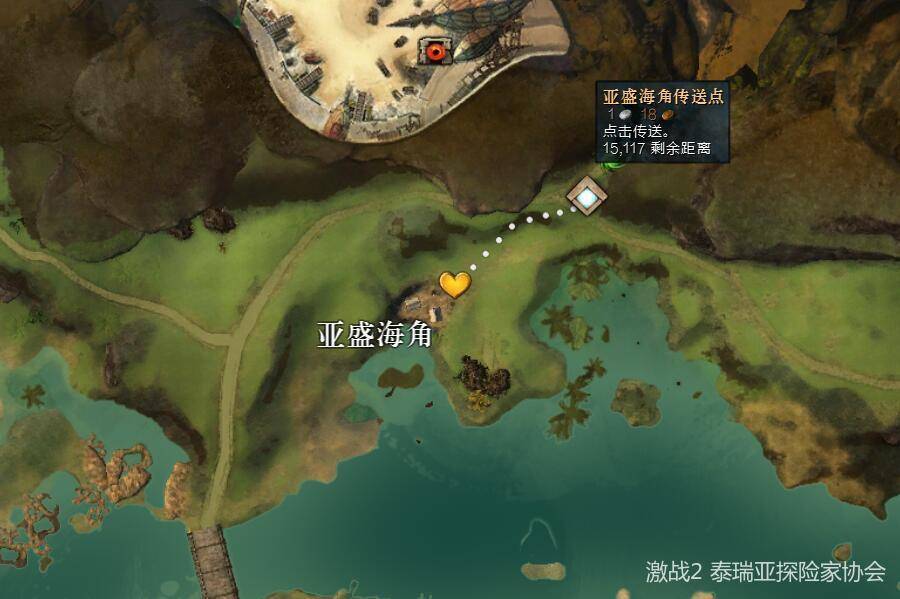 亚盛海角传送点
1 18
点击传送。
15,117 剩余距离
亚盛海角
激战2 泰瑞亚探险家协会